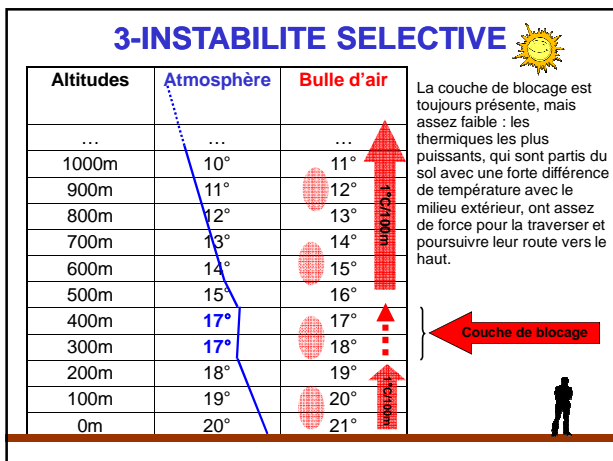 3-INSTABILITE SELECTIVE
Altitudes Atmosphère Bulle d'air
… … …
1000m 10° 11°
900m 11° 12°
800m 12° 13°
700m 13° 14°
600m 14° 15°
500m 15° 16°
400m 17° 17°
300m 17° 18°
200m 18° 19°
100m 19° 20°
0m 20° 21°
1°C/100m
1°C/100m
La couche de blocage est
toujours présente, mais
assez faible : les
thermiques les plus
puissants, qui sont partis du
sol avec une forte différence
de température avec le
milieu extérieur, ont assez
de force pour la traverser et
poursuivre leur route vers le
haut.
Couche de blocage